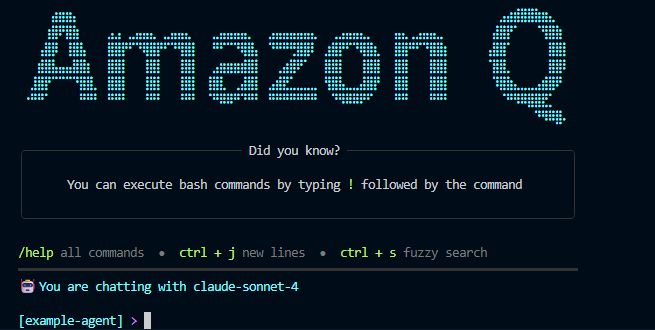 Amazon Q
Did you know?
You can execute bash commands by typing ! followed by the command
/help all commands • ctrl + j new lines • ctrl + s fuzzy search
🤖 You are chatting with claude-sonnet-4
[example-agent] >